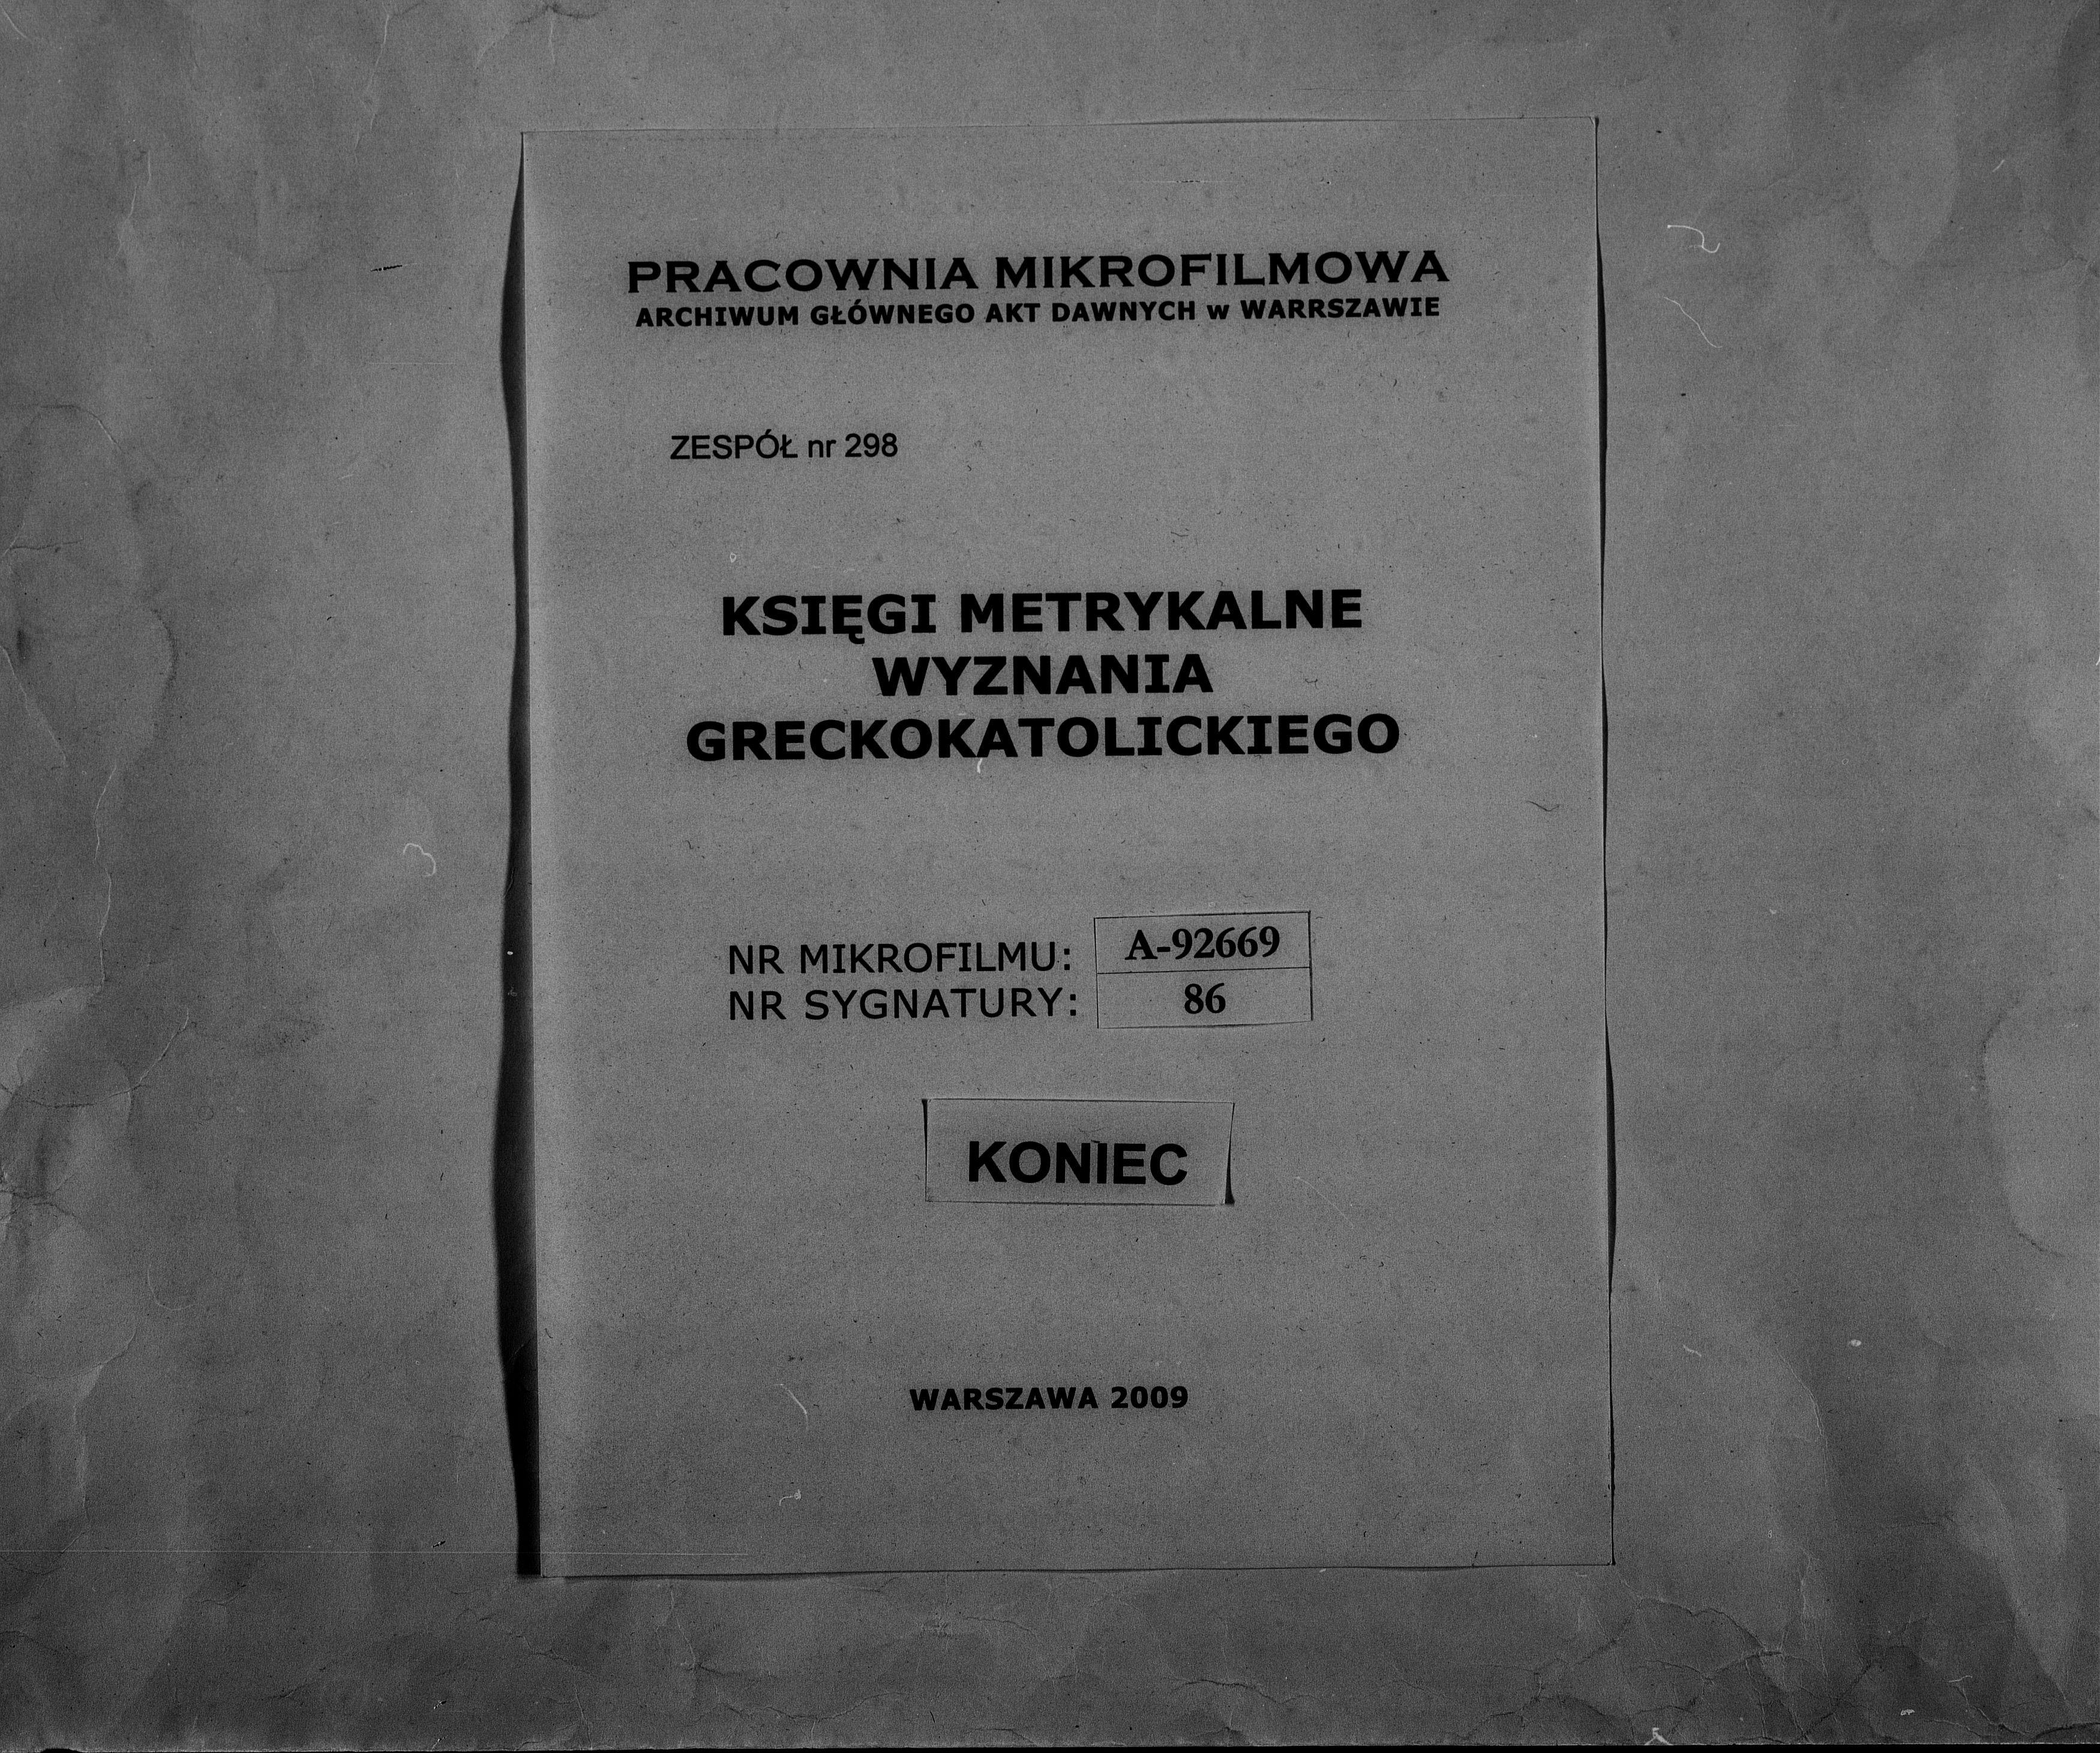 PRACOWNIA MIKROFILMOWA
ARCHIWUM GŁÓWNEGO AKT DAWNYCH w WARRSZAWIE
ZESPÓŁ nr 298
KSIĘGI METRYKALNE
WYZNANIA
GRECKOKATOLICKIEGO
NR MIKROFILMU: A-92669
NR SYGNATURY: 86
KONIEC
WARSZAWA 2009